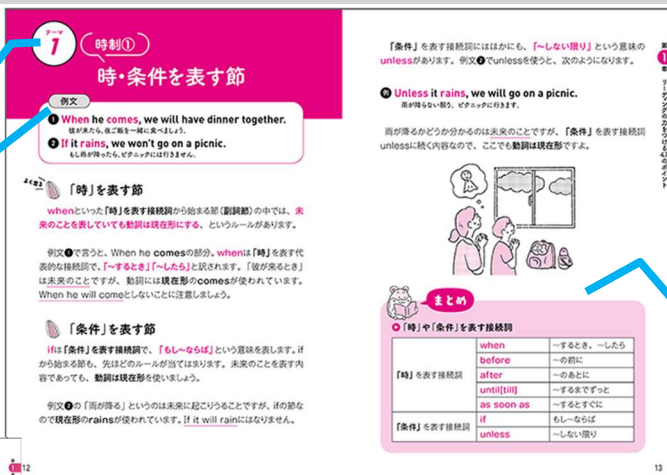 テーマ
1
時制①
時・条件を表す節
例文
❶ When he comes, we will have dinner together.
彼が来たら、夜ご飯を一緒に食べましょう。
❷ If it rains, we won't go on a picnic.
もし雨が降ったら、ピクニックには行きません。
よく出る
「時」を表す節
whenといった「時」を表す接続詞から始まる節(副詞節)の中では、未
来のことを表していても動詞は現在形にする、というルールがあります。
例文❶で言うと、When he comesの部分。whenは「時」を表す代
表的な接続詞で、「～するとき」「～したら」と訳されます。「彼が来るとき」
は未来のことですが、動詞には現在形のcomesが使われています。
When he will comeとしないことに注意しましょう。
「条件」を表す節
ifは「条件」を表す接続詞で、「もし～ならば」という意味を表します。if
から始まる節も、先ほどのルールが当てはまります。未来のことを表す内
容であっても、動詞は現在形を使いましょう。
例文❷の「雨が降る」というのは未来に起こりうることですが、ifの節な
ので現在形のrainsが使われています。If it will rainにはなりません。
1
12
「条件」を表す接続詞にはほかにも、「～しない限り」という意味の
unlessがあります。例文❷でunlessを使うと、次のようになります。
Unless it rains, we will go on a picnic.
雨が降らない限り、ピクニックに行きます。
雨が降るかどうか分かるのは未来のことですが、「条件」を表す接続詞
unlessに続く内容なので、ここでも動詞は現在形ですよ。
まとめ
「時」や「条件」を表す接続詞
「時」を表す接続詞
when ～するとき、～したら
before ～の前に
after ～のあとに
until[till] ～するまでずっと
as soon as ～するとすぐに
「条件」を表す接続詞
if もし～ならば
unless ～しない限り
第
1
章
リーディングの力をつける4つのポイント
13